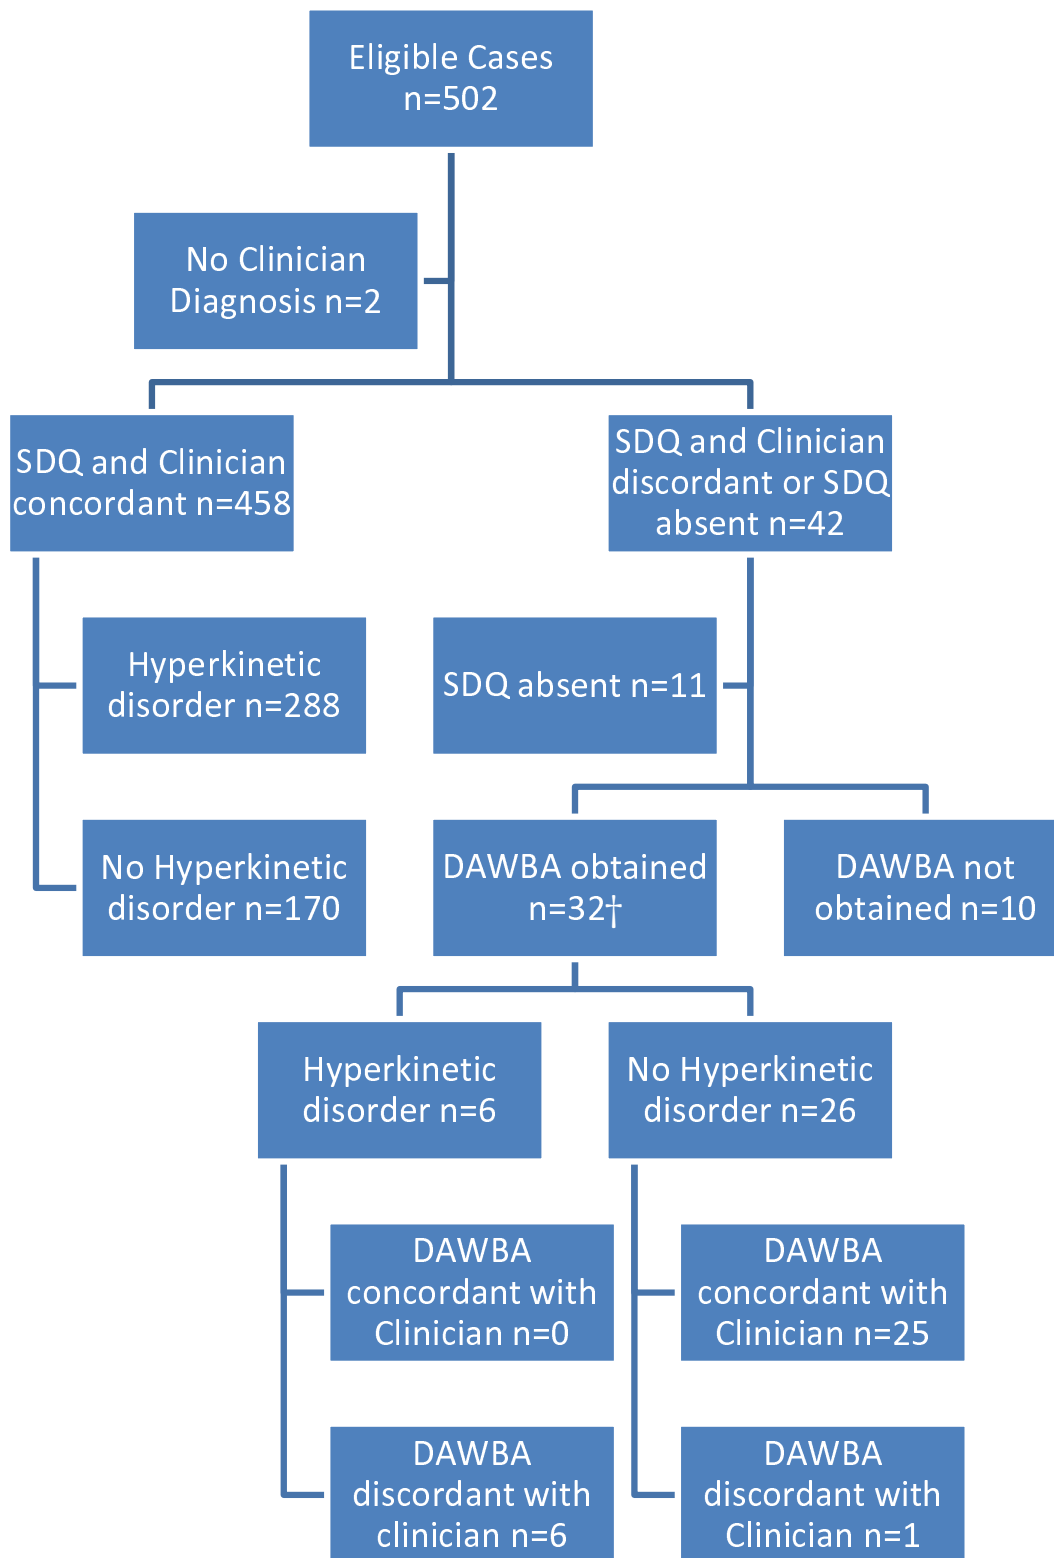 Eligible Cases
n=502
No Clinician
Diagnosis n=2
SDQ and Clinician
concordant n=458
SDQ and Clinician
discordant or SDQ
absent n=42
Hyperkinetic
disorder n=288
SDQ absent n=11
No Hyperkinetic
disorder n=170
DAWBA obtained
n=32†
DAWBA not
obtained n=10
Hyperkinetic
disorder n=6
No Hyperkinetic
disorder n=26
DAWBA
concordant with
Clinician n=0
DAWBA
concordant with
Clinician n=25
DAWBA
discordant with
clinician n=6
DAWBA
discordant with
Clinician n=1